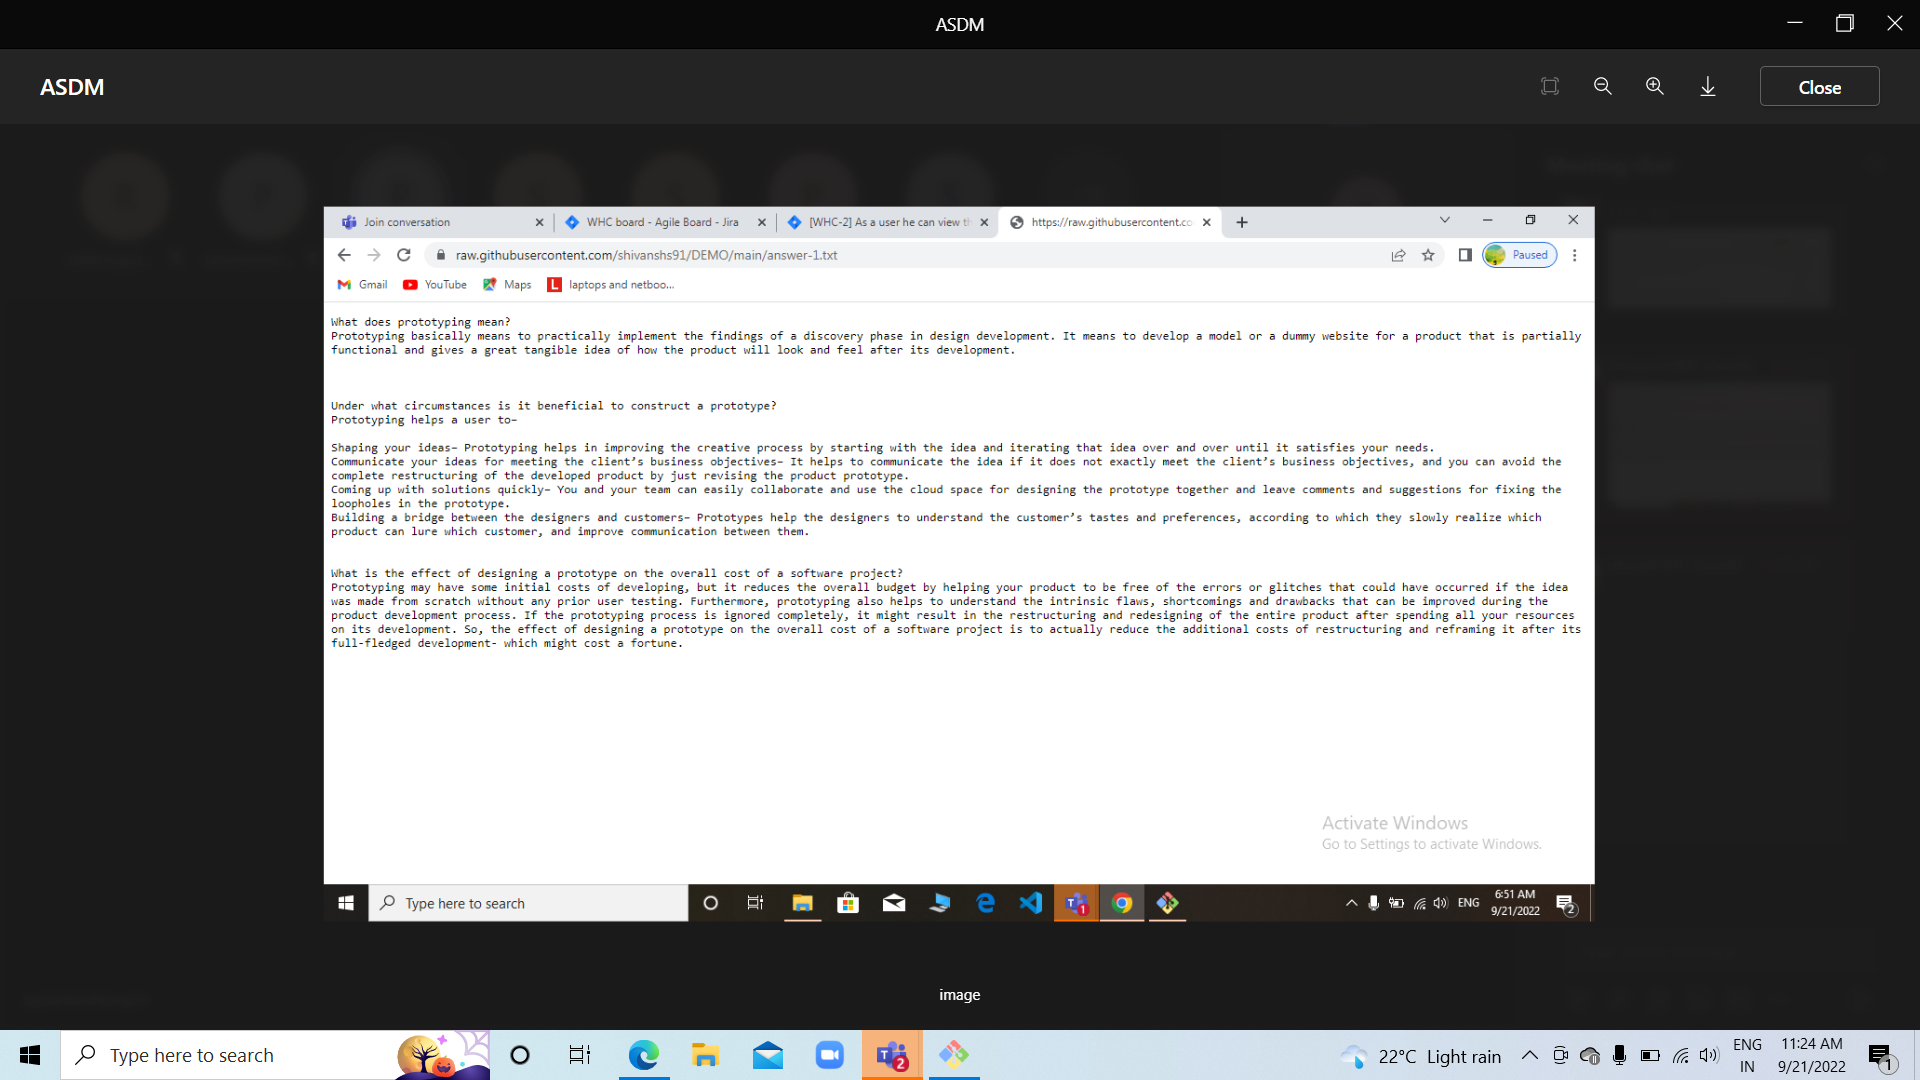 ASDM
ASDM
Close
Join conversation
WHC board - Agile Board - Jira
[WHC-2] As a user he can view th
https://raw.githubusercontent.co
raw.githubusercontent.com/shivanshs91/DEMO/main/answer-1.txt
Paused
Gmail
YouTube
Maps
laptops and netboo...
What does prototyping mean?
Prototyping basically means to practically implement the findings of a discovery phase in design development. It means to develop a model or a dummy website for a product that is partially
functional and gives a great tangible idea of how the product will look and feel after its development.
Under what circumstances is it beneficial to construct a prototype?
Prototyping helps a user to-
Shaping your ideas- Prototyping helps in improving the creative process by starting with the idea and iterating that idea over and over until it satisfies your needs.
Communicate your ideas for meeting the client's business objectives- It helps to communicate the idea if it does not exactly meet the client's business objectives, and you can avoid the
complete restructuring of the developed product by just revising the product prototype.
Coming up with solutions quickly- You and your team can easily collaborate and use the cloud space for designing the prototype together and leave comments and suggestions for fixing the
loopholes in the prototype.
Building a bridge between the designers and customers- Prototypes help the designers to understand the customer's tastes and preferences, according to which they slowly realize which
product can lure which customer, and improve communication between them.
What is the effect of designing a prototype on the overall cost of a software project?
Prototyping may have some initial costs of developing, but it reduces the overall budget by helping your product to be free of the errors or glitches that could have occurred if the idea
was made from scratch without any prior user testing. Furthermore, prototyping also helps to understand the intrinsic flaws, shortcomings and drawbacks that can be improved during the
product development process. If the prototyping process is ignored completely, it might result in the restructuring and redesigning of the entire product after spending all your resources
on its development. So, the effect of designing a prototype on the overall cost of a software project is to actually reduce the additional costs of restructuring and reframing it after its
full-fledged development- which might cost a fortune.
Activate Windows
Go to Settings to activate Windows.
Type here to search
1
ENG
6:51 AM
9/21/2022
2
image
Type here to search
2
22°C Light rain
ENG
IN
11:24 AM
9/21/2022
1